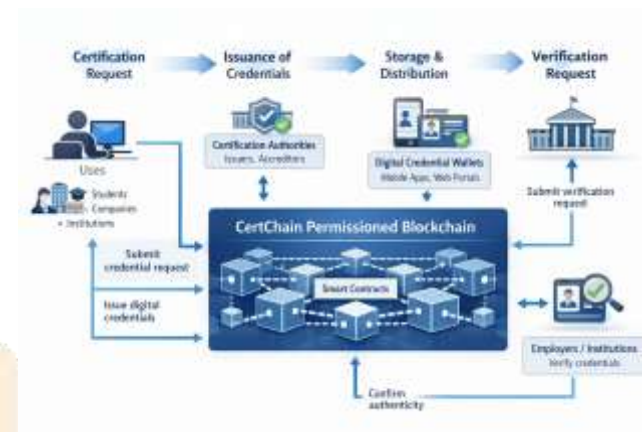 Certification
Request
Issuance of
Credentials
Storage &
Distribution
Verification
Request
Uses
Students
Companies
+ Institutions
Certification Authorities
Issuers, Accreditors
Digital Credential Wallets
Mobile Apps, Web Portals
Submit verification
request
CertChain Permissioned Blockchain
Smart Contracts
Submit
credential request
Issue digital
credentials
Employers / Institutions
Verify credentials
Confirm
authenticity